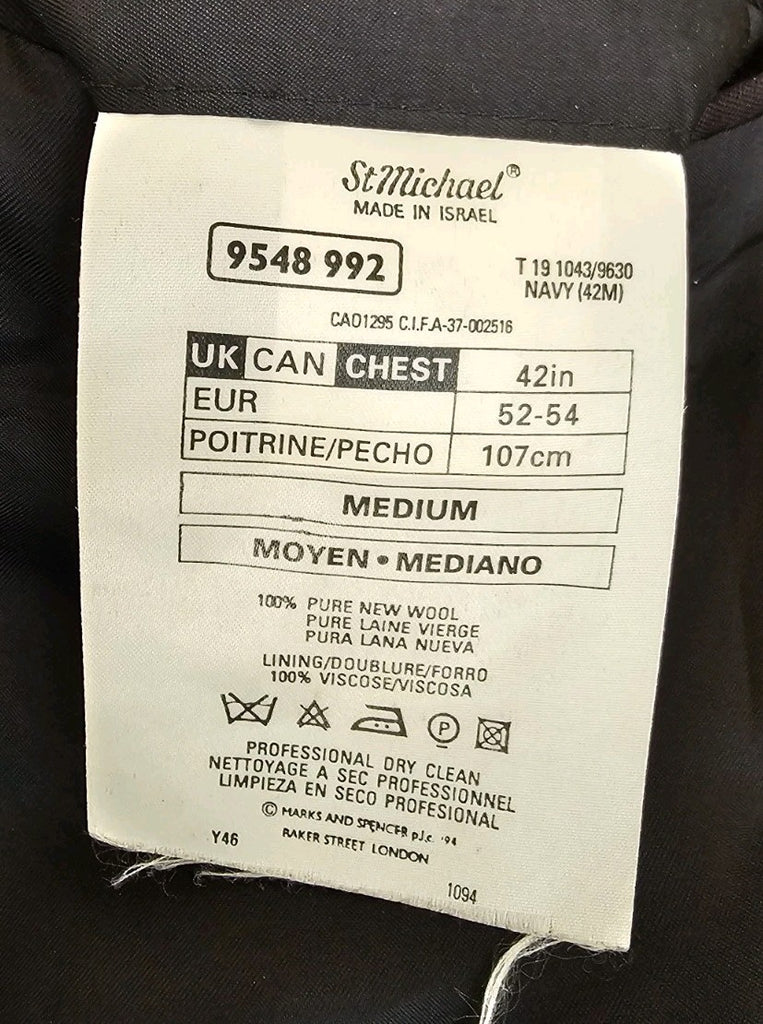 St Michael®
MADE IN ISRAEL
9548 992
T 19 1043/9630
NAVY (42M)
CA01295 C.I.F.A-37-002516
UK CAN CHEST 42in
EUR 52-54
POITRINE/PECHO 107cm
MEDIUM
MOYEN • MEDIANO
100% PURE NEW WOOL
PURE LAINE VIERGE
PURA LANA NUEVA
LINING/DOUBLURE/FORRO
100% VISCOSE/VISCOSA
P
PROFESSIONAL DRY CLEAN
NETTOYAGE A SEC PROFESSIONNEL
LIMPIEZA EN SECO PROFESIONAL
© MARKS AND SPENCER p.l.c. '94
BAKER STREET LONDON
Y46
1094